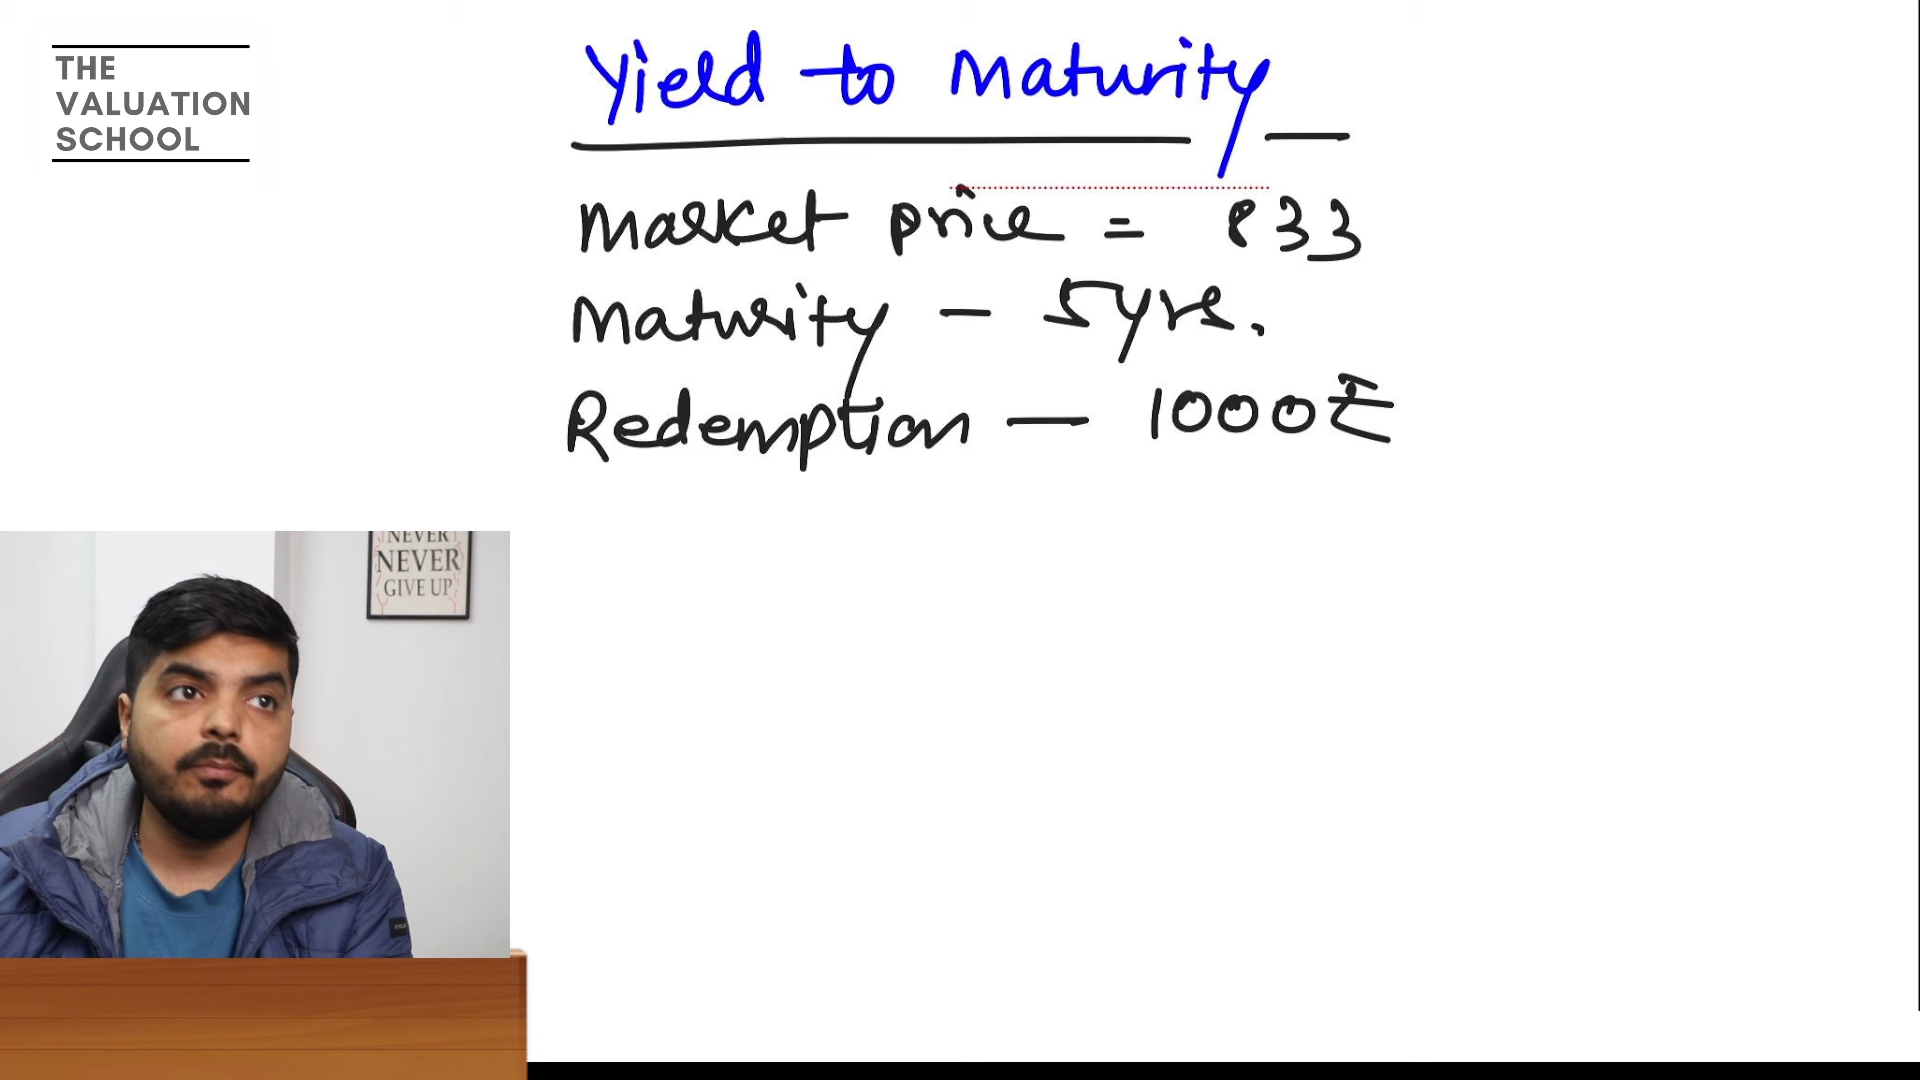 THE
VALUATION
SCHOOL
Yield to Maturity
Market price = 833
Maturity - 5yrs.
Redemption - 1000₹
NEVER
NEVER
GIVE UP